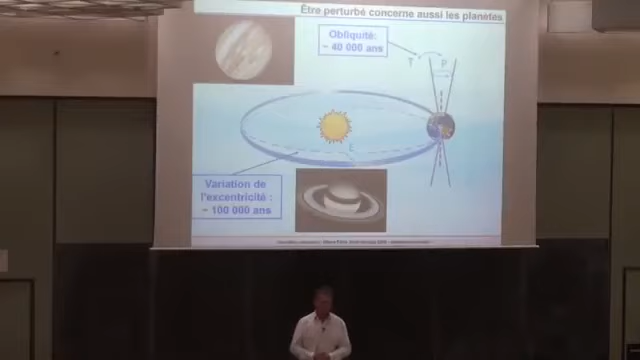 Être perturbé concerne aussi les planètes
Obliquité:
~ 40 000 ans
T
P
E
Variation de
l'excentricité :
~ 100 000 ans